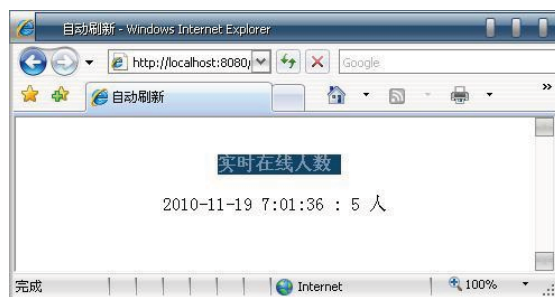 自动刷新 - Windows Internet Explorer
http://localhost:8080/
Google
自动刷新
»
实时在线人数
2010-11-19 7:01:36 : 5 人
完成
Internet
100%